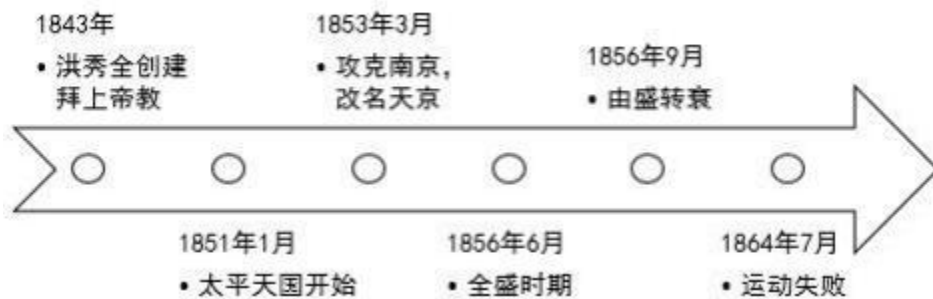 1843年
• 洪秀全创建
拜上帝教
1853年3月
• 攻克南京，
改名天京
1856年9月
• 由盛转衰
1851年1月
• 太平天国开始
1856年6月
• 全盛时期
1864年7月
• 运动失败